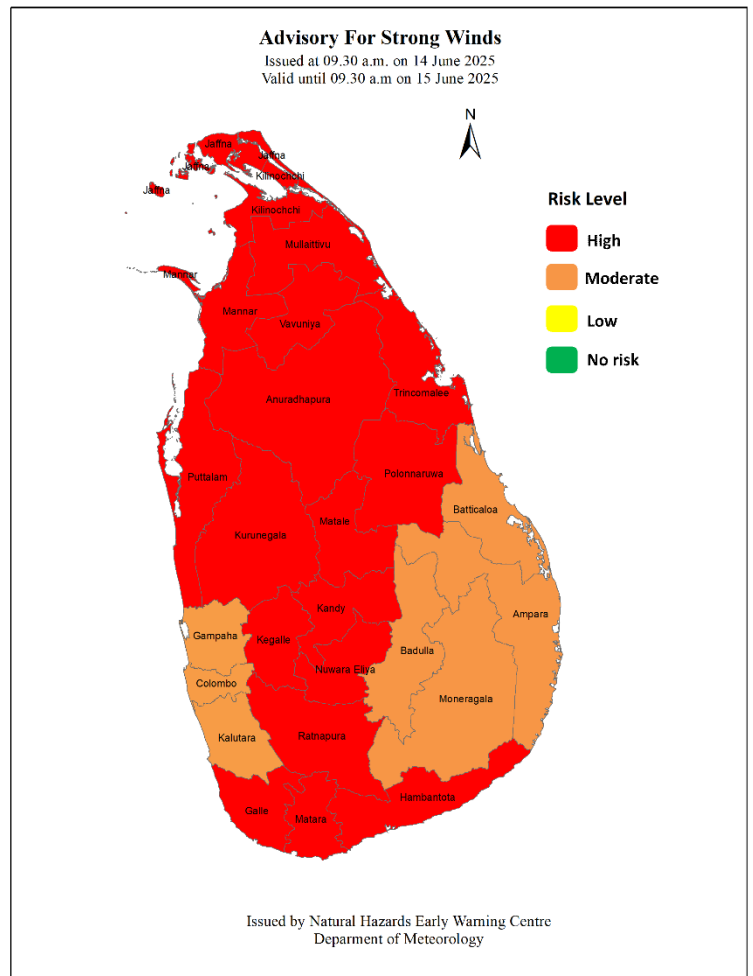 Advisory For Strong Winds
Issued at 09.30 a.m. on 14 June 2025
Valid until 09.30 a.m on 15 June 2025
N
Jaffna
Jaffna
Jaffna
Kilinochchi
Jaffna
Kilinochchi
Mullaittivu
Mannar
Mannar
Vavuniya
Anuradhapura
Trincomalee
Puttalam
Polonnaruwa
Batticaloa
Matale
Kurunegala
Kandy
Ampara
Gampaha
Kegalle
Badulla
Nuwara Eliya
Colombo
Moneragala
Kalutara
Ratnapura
Hambantota
Galle
Matara
Risk Level
High
Moderate
Low
No risk
Issued by Natural Hazards Early Warning Centre
Deparment of Meteorology